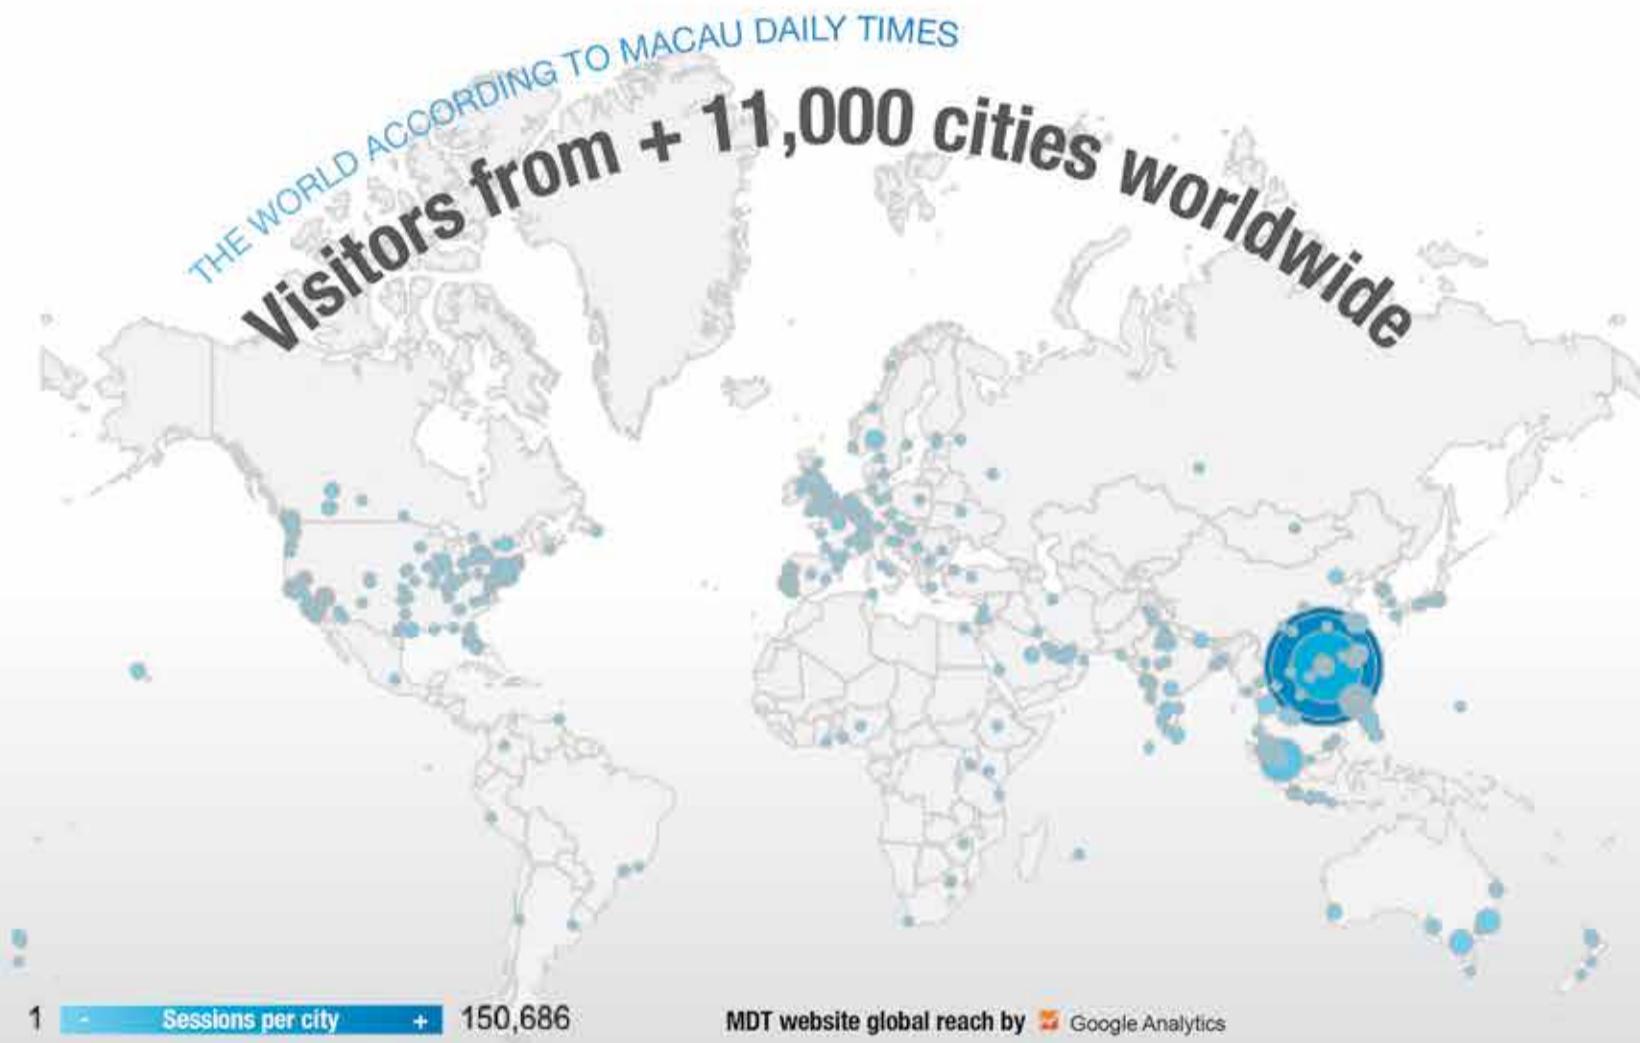 THE WORLD ACCORDING TO MACAU DAILY TIMES
Visitors from + 11,000 cities worldwide
1 - Sessions per city + 150,686
MDT website global reach by Google Analytics